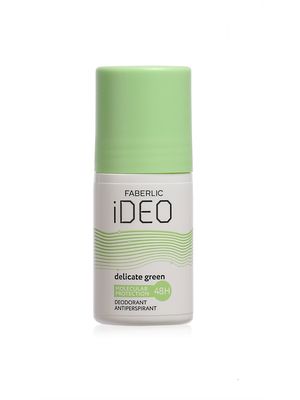 FABERLIC
iDEO
delicate green
MOLECULAR
PROTECTION
48H
DEODORANT
ANTIPERSPIRANT